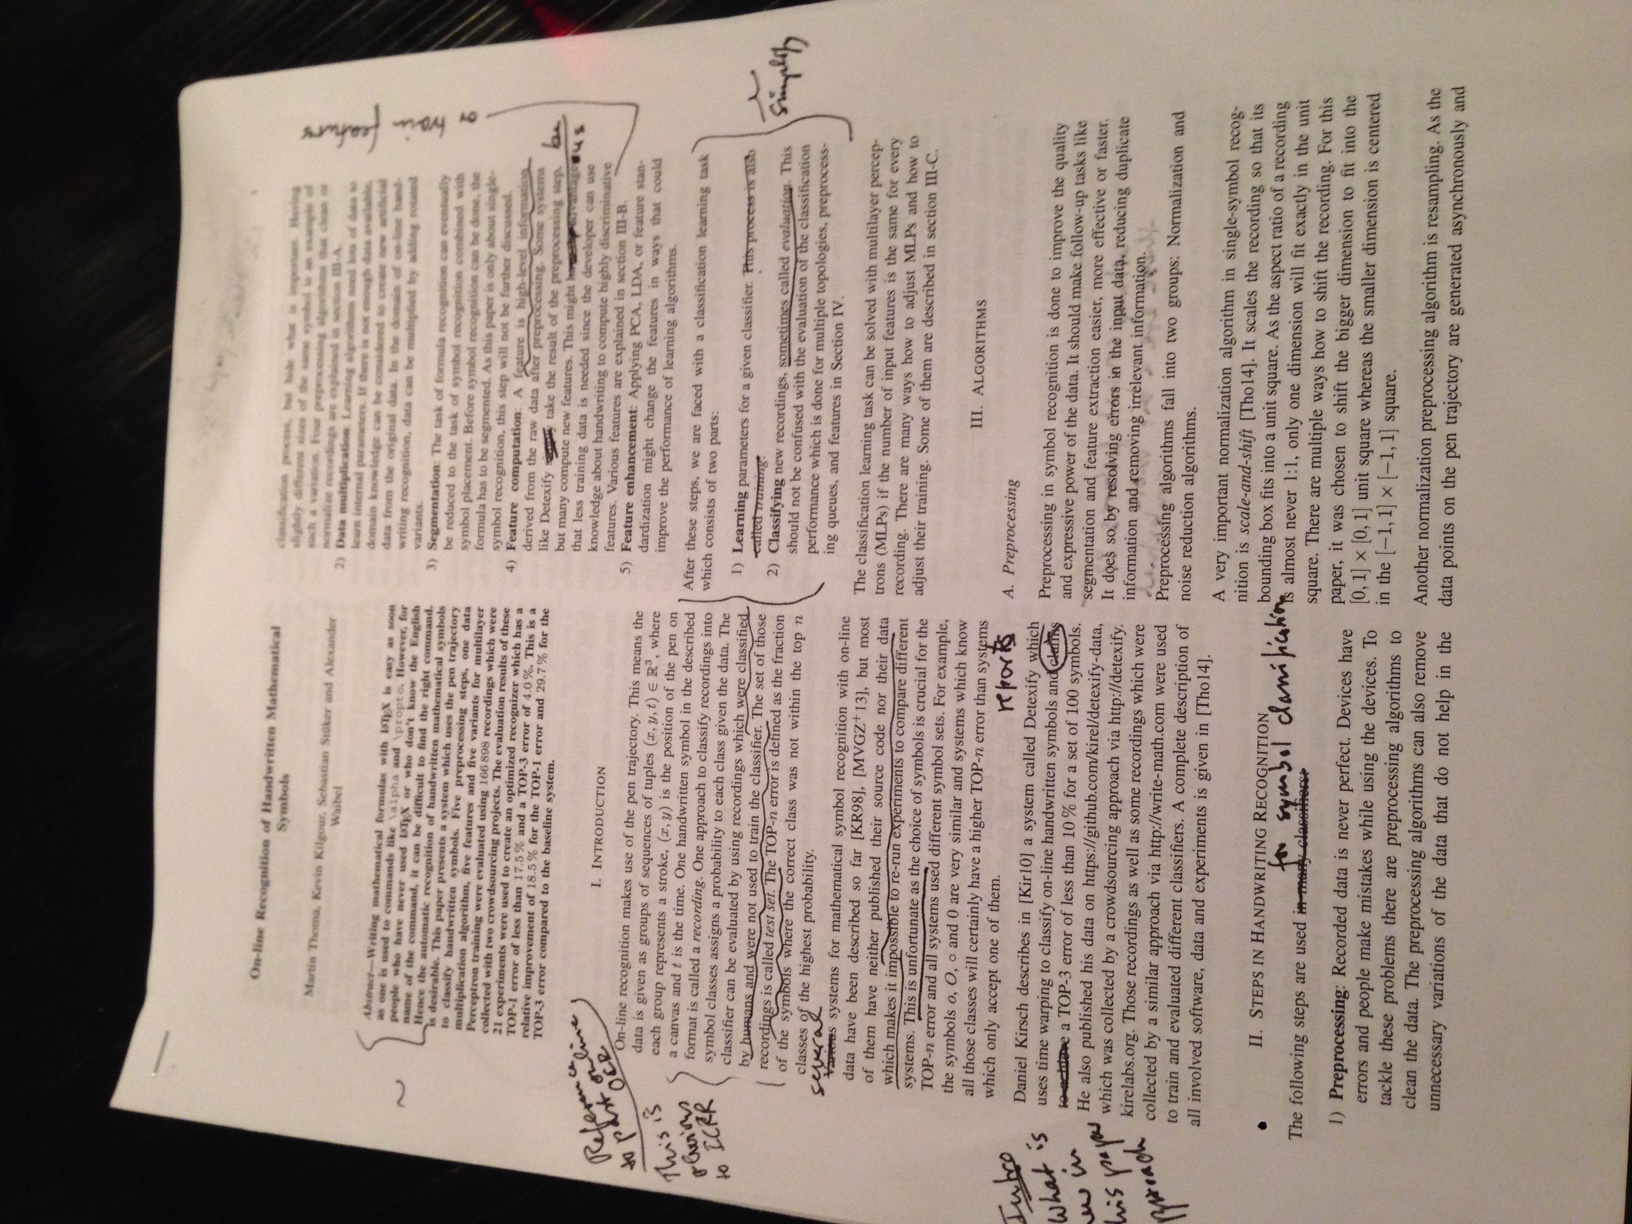 On-line Recognition of Handwritten Mathematical
Symbols
Martin Thoma, Kevin Kilgour, Sebastian Stüker and Alexander
Waibel
Abstract—Writing mathematical formulas with LATEX is easy as soon
as one is used to commands like \alpha and \propto. However, for
people who have never used LATEX or who don't know the English
name of the command, it can be difficult to find the right command.
Hence the automatic recognition of handwritten mathematical symbols
is desirable. This paper presents a system which uses the pen trajectory
to classify handwritten symbols. Five preprocessing steps, one data
multiplication algorithm, five features and five variants for multilayer
Perceptron training were evaluated using 166 898 recordings which were
collected with two crowdsourcing projects. The evaluation results of these
21 experiments were used to create an optimized recognizer which has a
TOP-1 error of less than 17.5 % and a TOP-3 error of 4.0 %. This is a
relative improvement of 18.5 % for the TOP-1 error and 29.7 % for the
TOP-3 error compared to the baseline system.
Reference
to past online
OCR
This is
obvious
to ICRR
I. INTRODUCTION
On-line recognition makes use of the pen trajectory. This means the
data is given as groups of sequences of tuples (x, y, t) ∈ ℝ³, where
each group represents a stroke, (x, y) is the position of the pen on
a canvas and t is the time. One handwritten symbol in the described
format is called a recording. One approach to classify recordings into
symbol classes assigns a probability to each class given the data. The
classifier can be evaluated by using recordings which were classified
by humans and were not used to train the classifier. The set of those
recordings is called test set. The TOP-n error is defined as the fraction
of the symbols where the correct class was not within the top n
classes of the highest probability.
several
Various systems for mathematical symbol recognition with on-line
data have been described so far [KR98], [MVGZ+13], but most
of them have neither published their source code nor their data
which makes it impossible to re-run experiments to compare different
systems. This is unfortunate as the choice of symbols is crucial for the
TOP-n error and all systems used different symbol sets. For example,
the symbols o, O, ∘ and 0 are very similar and systems which know
all those classes will certainly have a higher TOP-n error than systems
which only accept one of them.
reports
Intro
What is
new in
this paper
approach
Daniel Kirsch describes in [Kir10] a system called Detexify which
uses time warping to classify on-line handwritten symbols and claims
to achieve a TOP-3 error of less than 10 % for a set of 100 symbols.
He also published his data on https://github.com/kirel/detexify-data,
which was collected by a crowdsourcing approach via http://detexify.
kirelabs.org. Those recordings as well as some recordings which were
collected by a similar approach via http://write-math.com were used
to train and evaluated different classifiers. A complete description of
all involved software, data and experiments is given in [Tho14].
II. STEPS IN HANDWRITING RECOGNITION
for symbol classification
The following steps are used in many classifiers:
1) Preprocessing: Recorded data is never perfect. Devices have
errors and people make mistakes while using the devices. To
tackle these problems there are preprocessing algorithms to
clean the data. The preprocessing algorithms can also remove
unnecessary variations of the data that do not help in the
classification process, but hide what is important. Having
slightly different sizes of the same symbol is an example of
such a variation. Four preprocessing algorithms that clean or
normalize recordings are explained in section III-A.
2) Data multiplication: Learning algorithms need lots of data to
learn internal parameters. If there is not enough data available,
domain knowledge can be considered to create new artificial
data from the original data. In the domain of on-line hand-
writing recognition, data can be multiplied by adding rotated
variants.
3) Segmentation: The task of formula recognition can eventually
be reduced to the task of symbol recognition combined with
symbol placement. Before symbol recognition can be done, the
formula has to be segmented. As this paper is only about single-
symbol recognition, this step will not be further discussed.
4) Feature computation: A feature is high-level information
derived from the raw data after preprocessing. Some systems
like Detexify take the result of the preprocessing step,
but many compute new features. This might be advantageous
that less training data is needed since the developer can use
knowledge about handwriting to compute highly discriminative
features. Various features are explained in section III-B.
or train features
5) Feature enhancement: Applying PCA, LDA, or feature stan-
dardization might change the features in ways that could
improve the performance of learning algorithms.
After these steps, we are faced with a classification learning task
which consists of two parts:
1) Learning parameters for a given classifier. This process is also
called training.
2) Classifying new recordings, sometimes called evaluation. This
should not be confused with the evaluation of the classification
performance which is done for multiple topologies, preprocess-
ing queues, and features in Section IV.
simplify
The classification learning task can be solved with multilayer percep-
trons (MLPs) if the number of input features is the same for every
recording. There are many ways how to adjust MLPs and how to
adjust their training. Some of them are described in section III-C.
III. ALGORITHMS
A. Preprocessing
Preprocessing in symbol recognition is done to improve the quality
and expressive power of the data. It should make follow-up tasks like
segmentation and feature extraction easier, more effective or faster.
It does so by resolving errors in the input data, reducing duplicate
information and removing irrelevant information.
Preprocessing algorithms fall into two groups: Normalization and
noise reduction algorithms.
A very important normalization algorithm in single-symbol recog-
nition is scale-and-shift [Tho14]. It scales the recording so that its
bounding box fits into a unit square. As the aspect ratio of a recording
is almost never 1:1, only one dimension will fit exactly in the unit
square. There are multiple ways how to shift the recording. For this
paper, it was chosen to shift the bigger dimension to fit into the
[0, 1] × [0, 1] unit square whereas the smaller dimension is centered
in the [−1, 1] × [−1, 1] square.
Another normalization preprocessing algorithm is resampling. As the
data points on the pen trajectory are generated asynchronously and